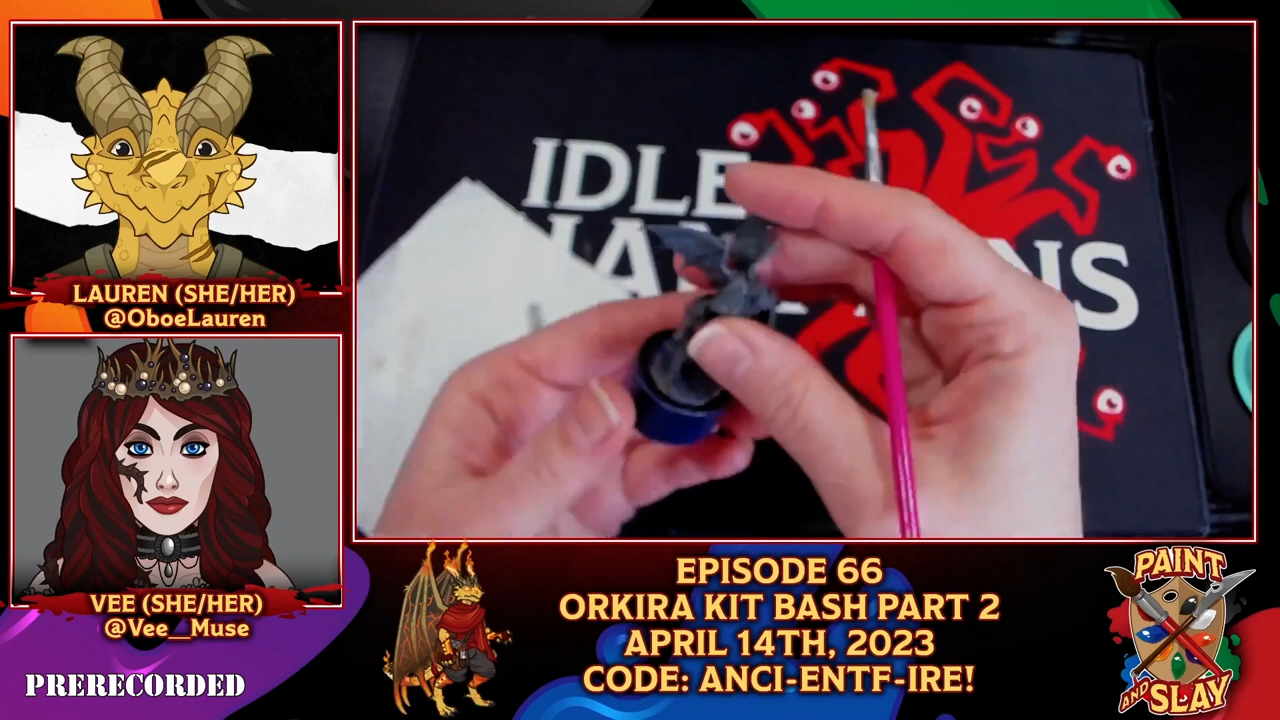 LAUREN (SHE/HER)
@OboeLauren
VEE (SHE/HER)
@Vee__Muse
PRERECORDED
IDLE
EPISODE 66
ORKIRA KIT BASH PART 2
APRIL 14TH, 2023
CODE: ANCI-ENTF-IRE!
PAINT
AND SLAY